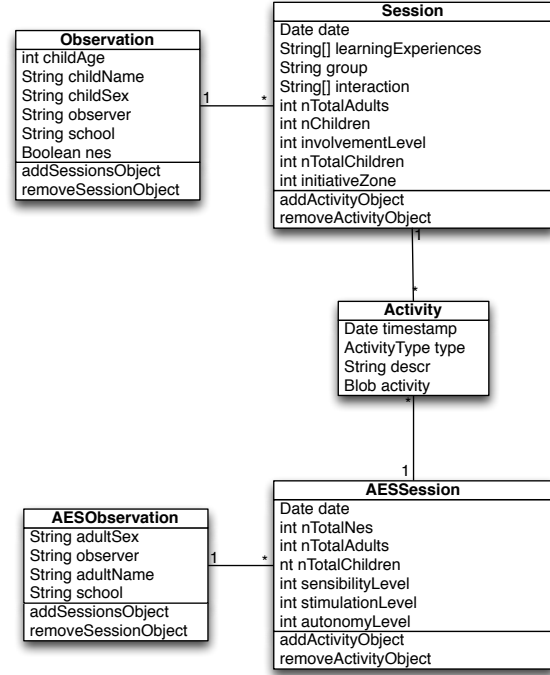 Observation
int childAge
String childName
String childSex
String observer
String school
Boolean nes
addSessionsObject
removeSessionObject
1
*
Session
Date date
String[] learningExperiences
String group
String[] interaction
int nTotalAdults
int nChildren
int involvementLevel
int nTotalChildren
int initiativeZone
addActivityObject
removeActivityObject
1
*
Activity
Date timestamp
ActivityType type
String descr
Blob activity
*
1
AESObservation
String adultSex
String observer
String adultName
String school
addSessionsObject
removeSessionObject
1
*
AESSession
Date date
int nTotalNes
int nTotalAdults
nt nTotalChildren
int sensibilityLevel
int stimulationLevel
int autonomyLevel
addActivityObject
removeActivityObject